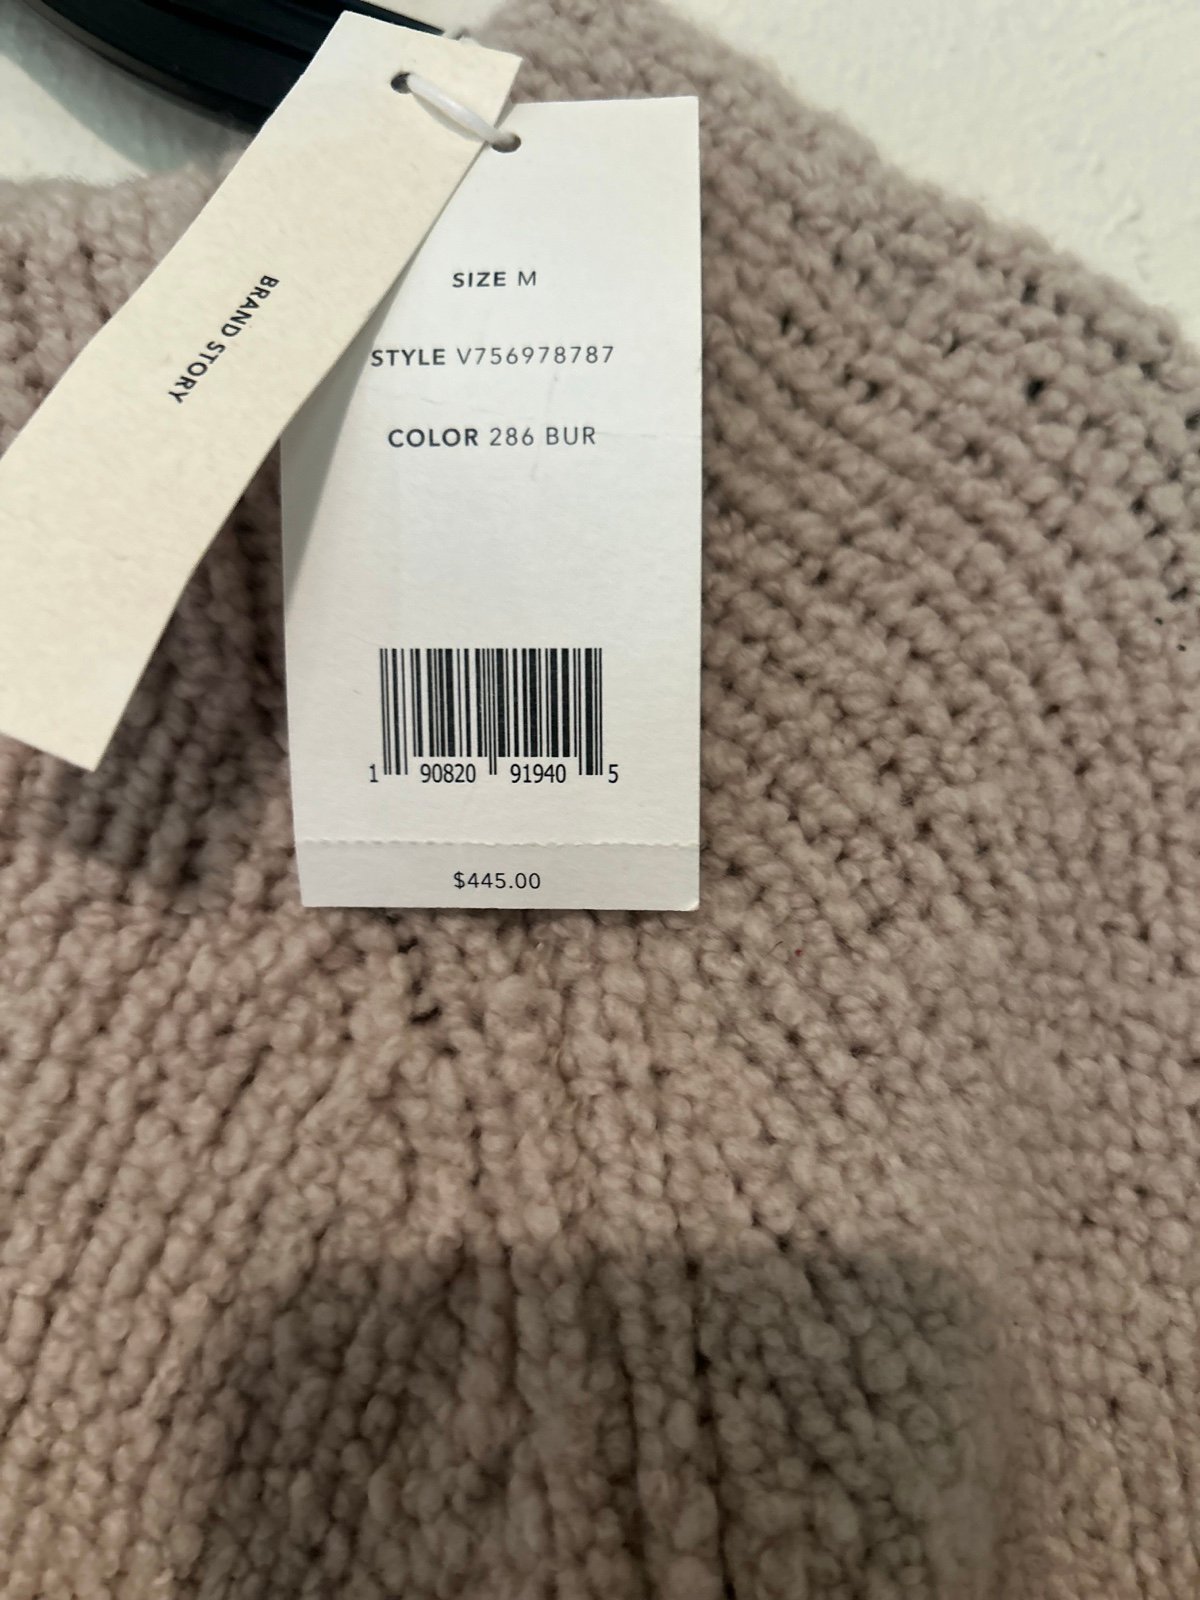 BRAND STORY
SIZE M
STYLE V756978787
COLOR 286 BUR
1 90820 91940 5
$445.00